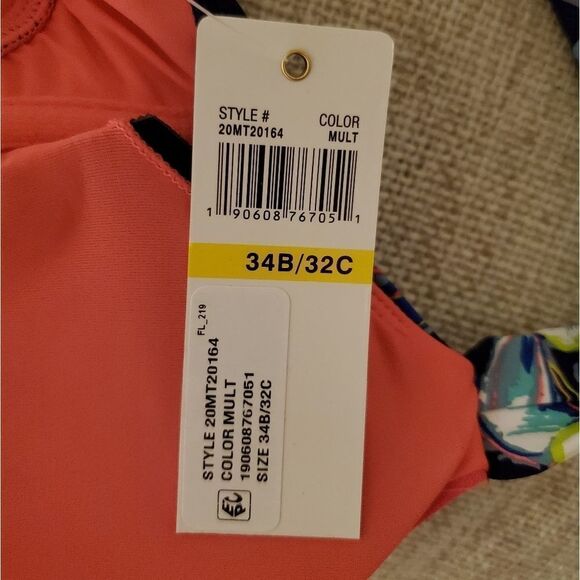 STYLE # COLOR
20MT20164 MULT
1 90608 76705 1
34B/32C
FL_219
STYLE 20MT20164
COLOR MULT
190608767051
SIZE 34B/32C